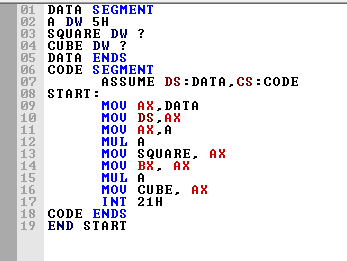 01 DATA SEGMENT
02 A DW 5H
03 SQUARE DW ?
04 CUBE DW ?
05 DATA ENDS
06 CODE SEGMENT
07 ASSUME DS:DATA,CS:CODE
08 START:
09 MOV AX,DATA
10 MOV DS,AX
11 MOV AX,A
12 MUL A
13 MOV SQUARE, AX
14 MOV BX, AX
15 MUL A
16 MOV CUBE, AX
17 INT 21H
18 CODE ENDS
19 END START